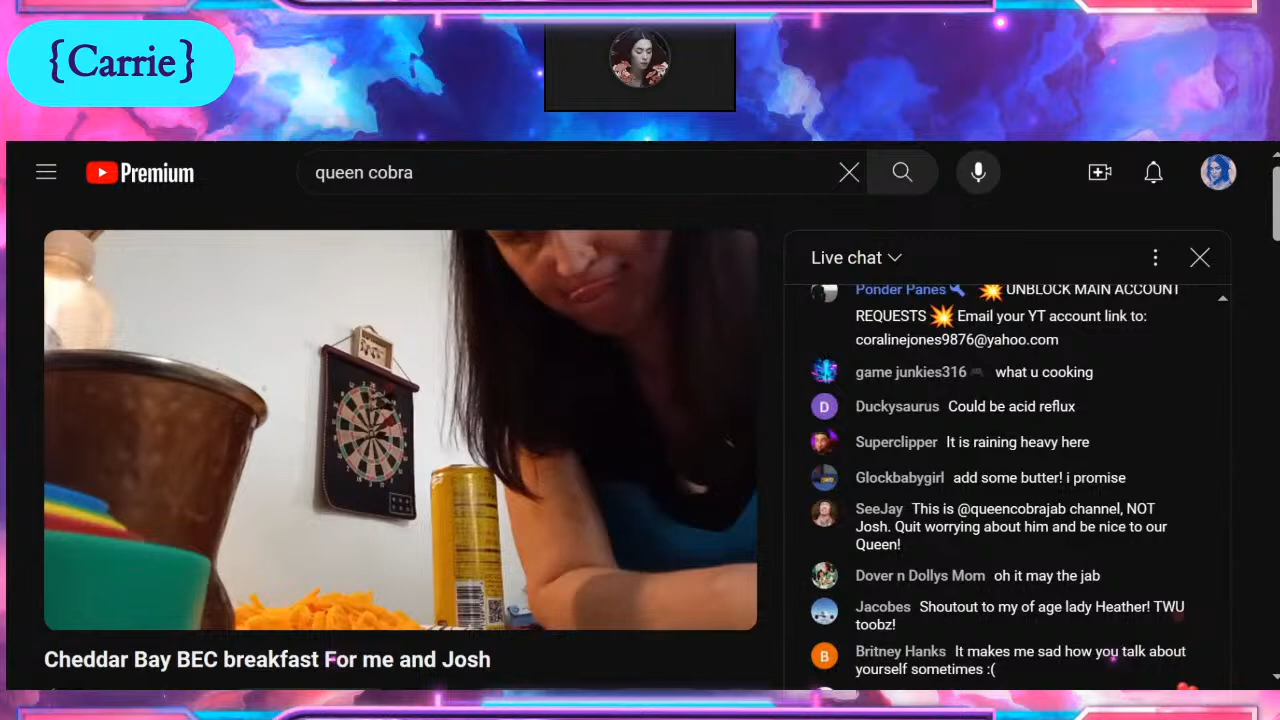 {Carrie}
Premium
queen cobra
Live chat
Ponder Panes 💥 UNBLOCK MAIN ACCOUNT
REQUESTS 💥 Email your YT account link to:
coralinejones9876@yahoo.com
game junkies316🎮 what u cooking
D
Duckysaurus Could be acid reflux
Superclipper It is raining heavy here
Glockbabygirl add some butter! i promise
SeeJay This is @queencobrajab channel, NOT
Josh. Quit worrying about him and be nice to our
Queen!
Dover n Dollys Mom oh it may the jab
Jacobes Shoutout to my of age lady Heather! TWU
toobz!
B
Britney Hanks It makes me sad how you talk about
yourself sometimes :(
Cheddar Bay BEC breakfast For me and Josh